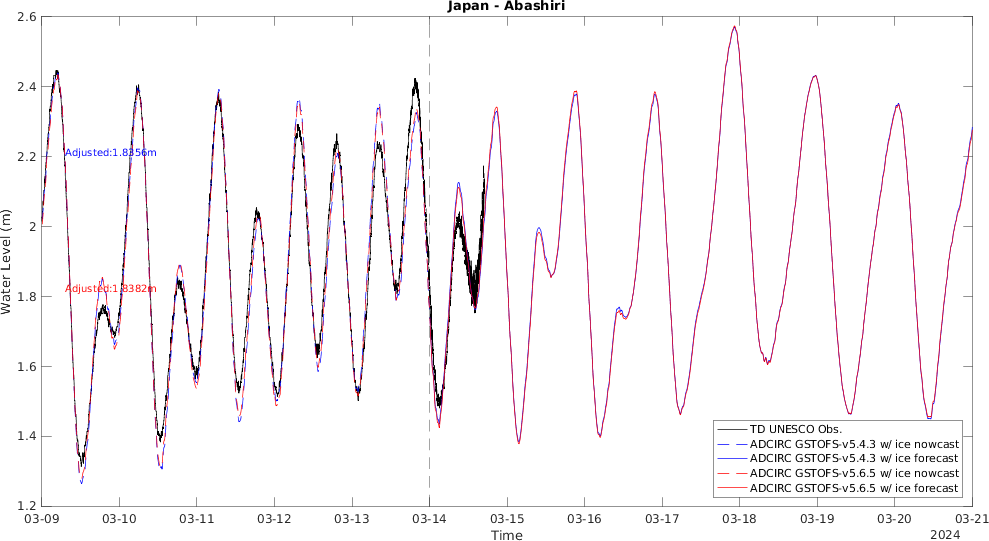 Japan - Abashiri
2.6
2.4
2.2
2
1.8
1.6
1.4
1.2
Water Level (m)
Adjusted:1.8356m
Adjusted:1.8382m
TD UNESCO Obs.
ADCIRC GSTOFS-v5.4.3 w/ ice nowcast
ADCIRC GSTOFS-v5.4.3 w/ ice forecast
ADCIRC GSTOFS-v5.6.5 w/ ice nowcast
ADCIRC GSTOFS-v5.6.5 w/ ice forecast
03-09 03-10 03-11 03-12 03-13 03-14 03-15 03-16 03-17 03-18 03-19 03-20 03-21
Time
2024